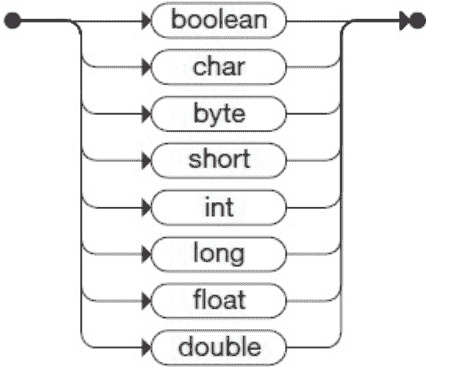 boolean
char
byte
short
int
long
float
double